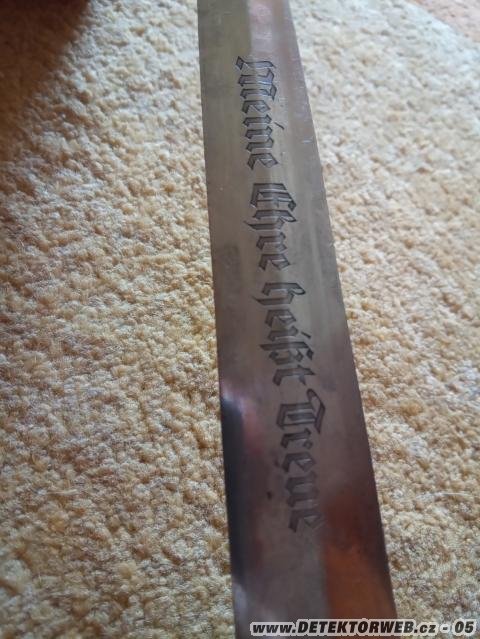 Meine Ehre heißt Treue
www.DETEKTORWEB.cz - 05